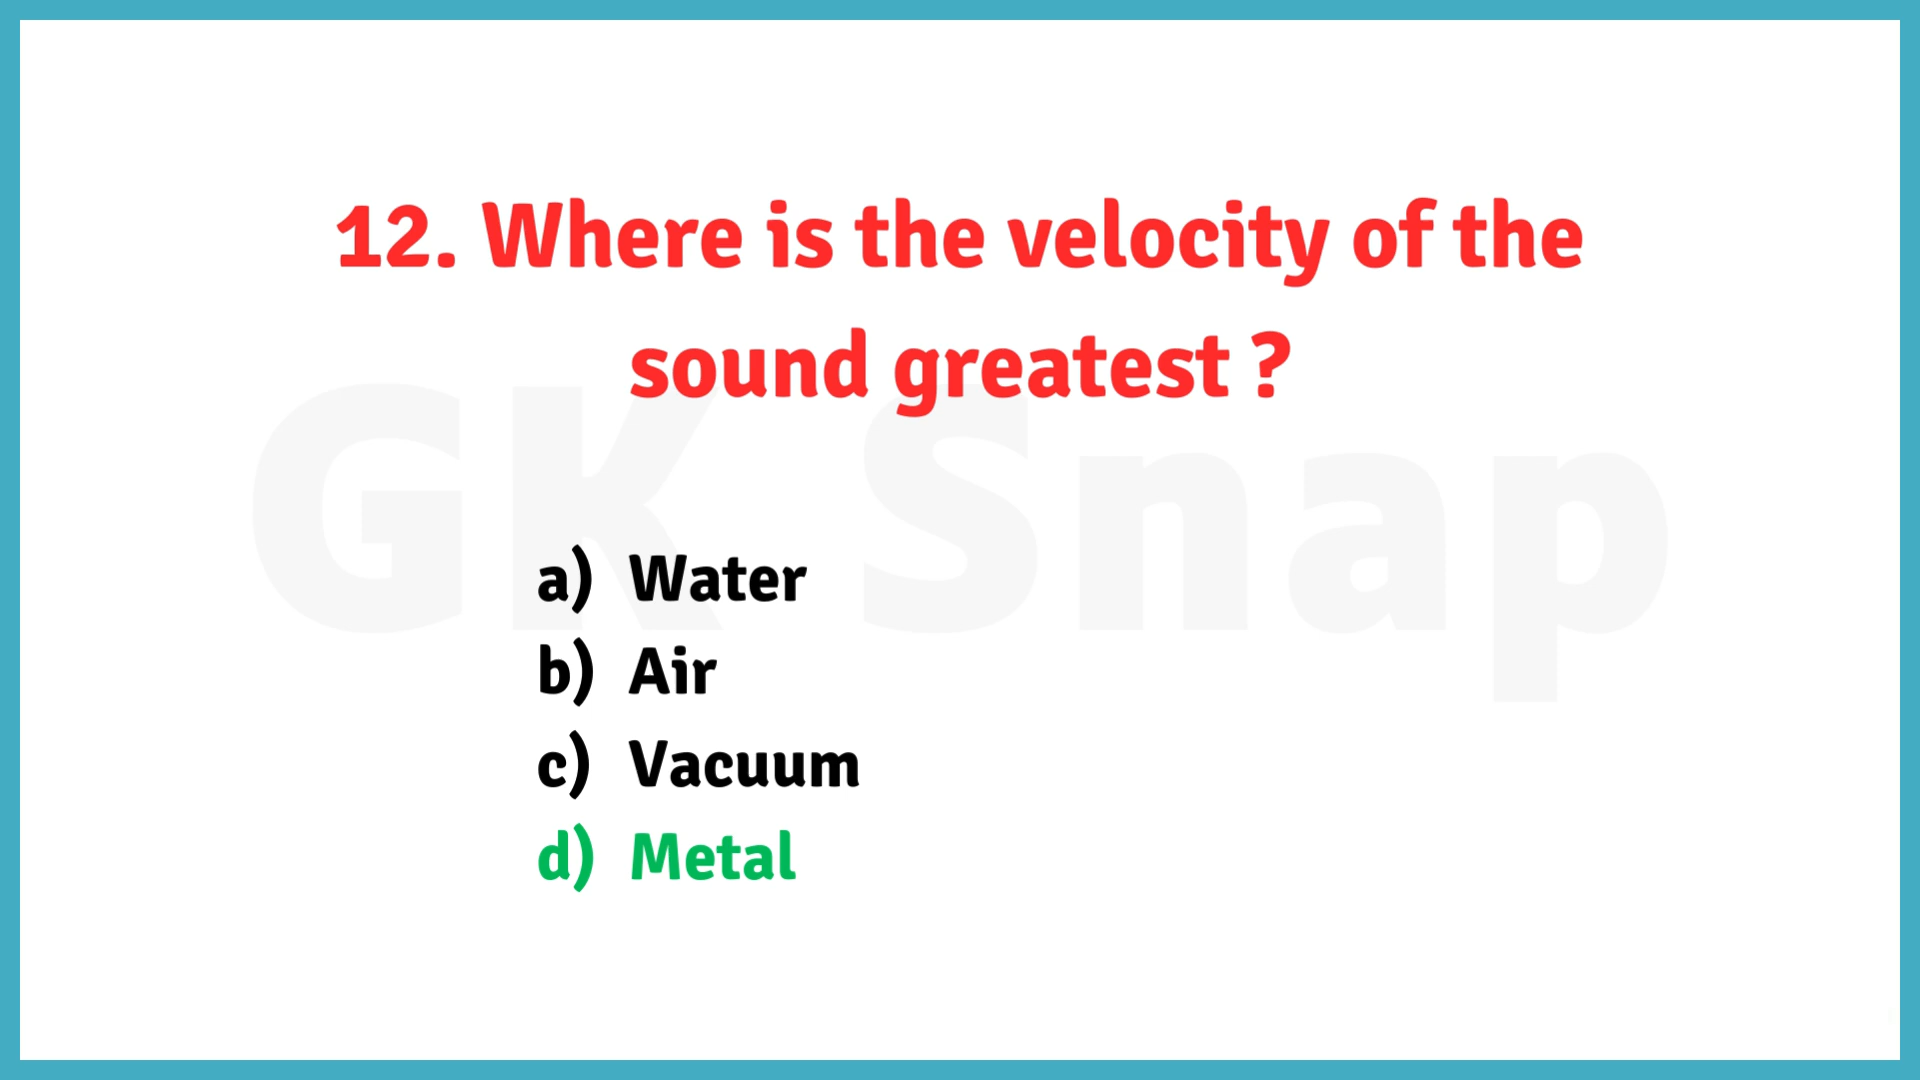 12. Where is the velocity of the
sound greatest ?
GK Snap
a) Water
b) Air
c) Vacuum
d) Metal